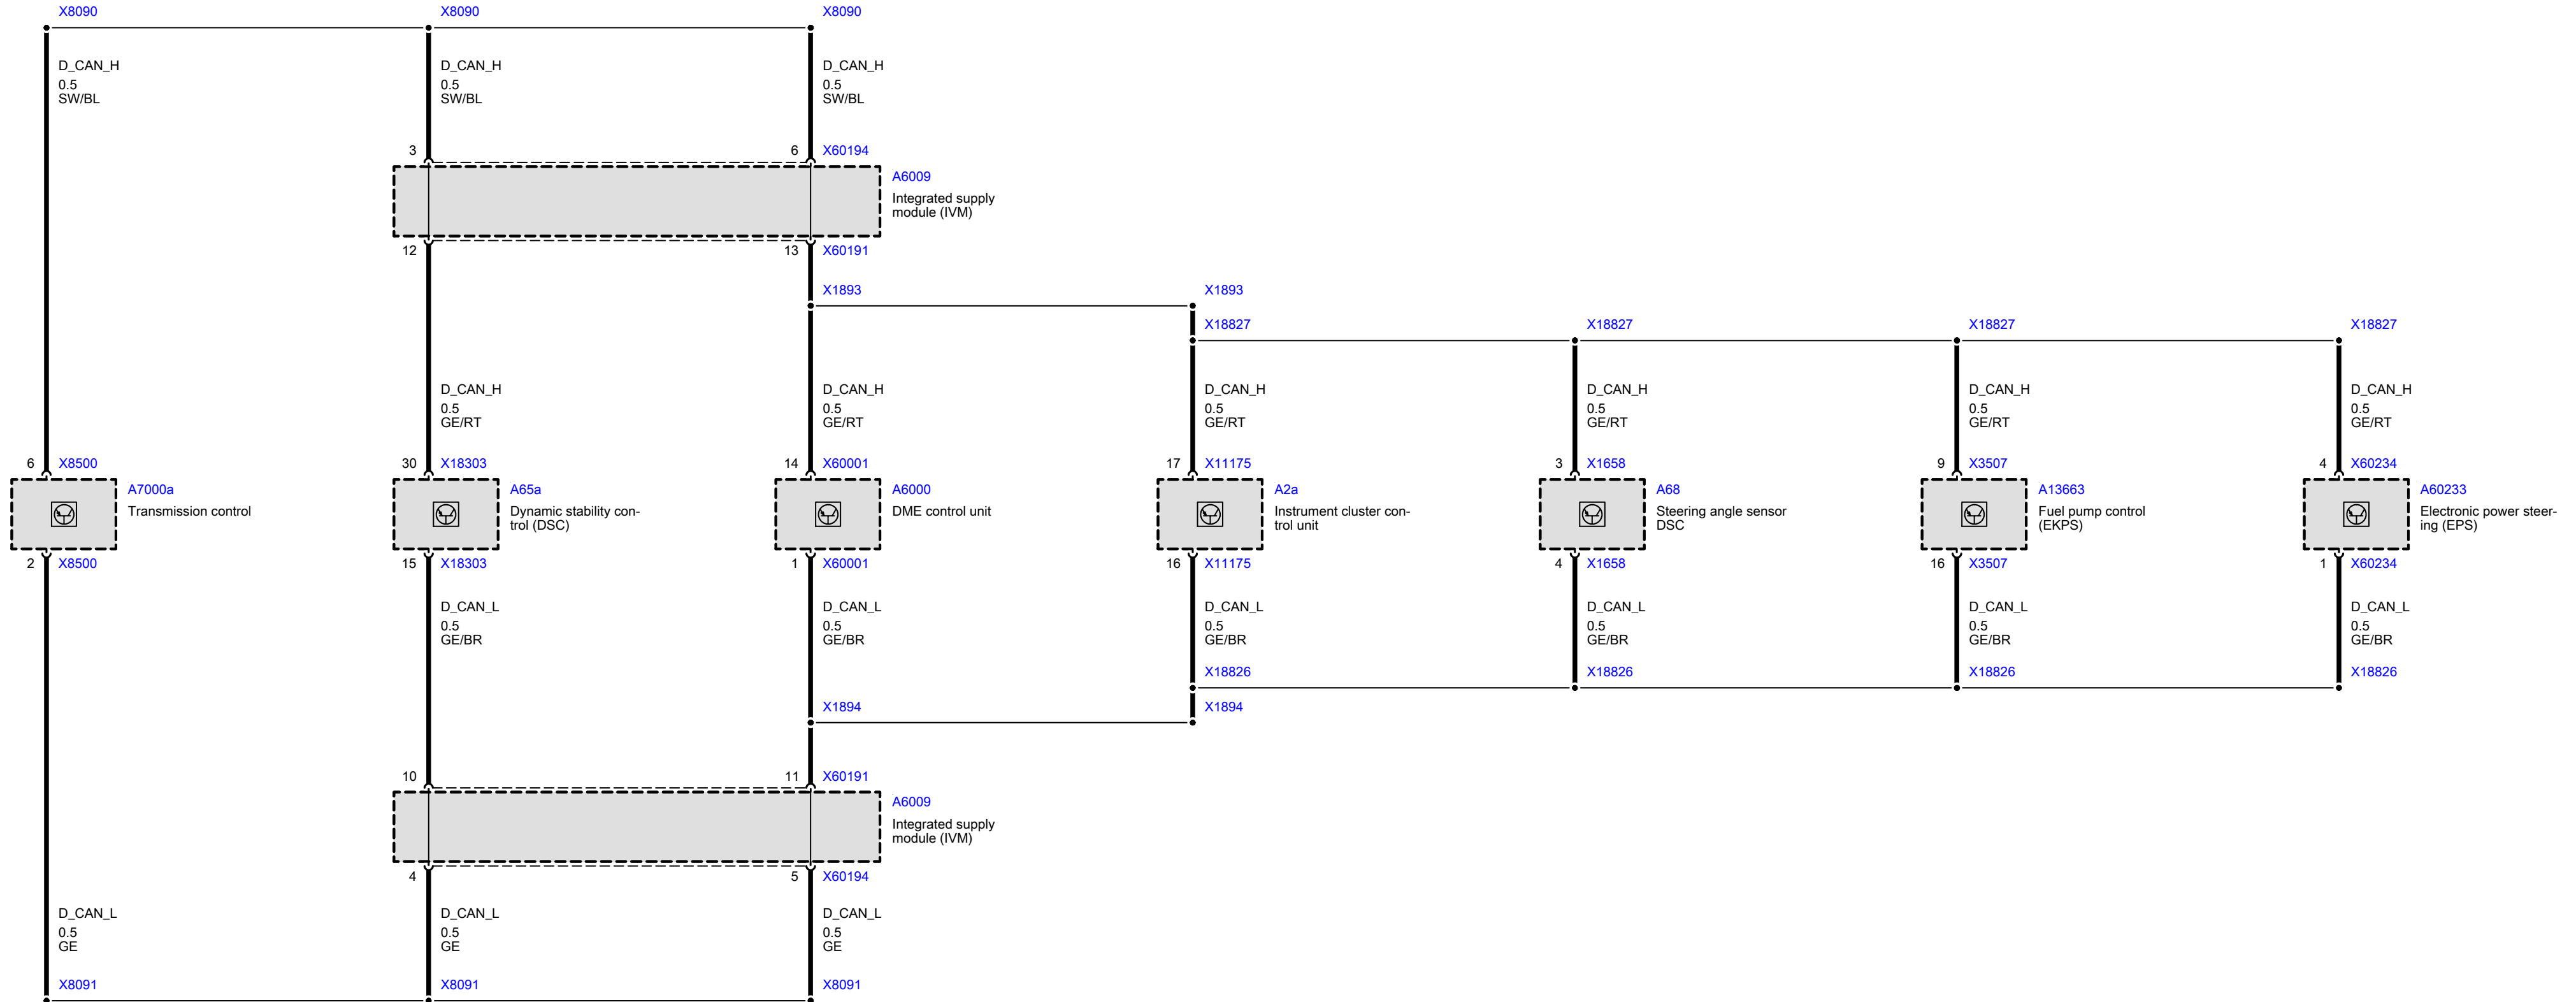 X8090
X8090
X8090
D_CAN_H
0.5
SW/BL
D_CAN_H
0.5
SW/BL
D_CAN_H
0.5
SW/BL
3
6
X60194
A6009
Integrated supply
module (IVM)
12
13
X60191
X1893
X1893
X18827
X18827
X18827
X18827
D_CAN_H
0.5
GE/RT
D_CAN_H
0.5
GE/RT
D_CAN_H
0.5
GE/RT
D_CAN_H
0.5
GE/RT
D_CAN_H
0.5
GE/RT
D_CAN_H
0.5
GE/RT
6
X8500
30
X18303
14
X60001
17
X11175
3
X1658
9
X3507
4
X60234
A7000a
Transmission control
A65a
Dynamic stability con-
trol (DSC)
A6000
DME control unit
A2a
Instrument cluster con-
trol unit
A68
Steering angle sensor
DSC
A13663
Fuel pump control
(EKPS)
A60233
Electronic power steer-
ing (EPS)
2
X8500
15
X18303
1
X60001
16
X11175
4
X1658
16
X3507
1
X60234
D_CAN_L
0.5
GE/BR
D_CAN_L
0.5
GE/BR
D_CAN_L
0.5
GE/BR
D_CAN_L
0.5
GE/BR
D_CAN_L
0.5
GE/BR
D_CAN_L
0.5
GE/BR
X18826
X18826
X18826
X18826
X1894
X1894
10
11
X60191
A6009
Integrated supply
module (IVM)
4
5
X60194
D_CAN_L
0.5
GE
D_CAN_L
0.5
GE
D_CAN_L
0.5
GE
X8091
X8091
X8091